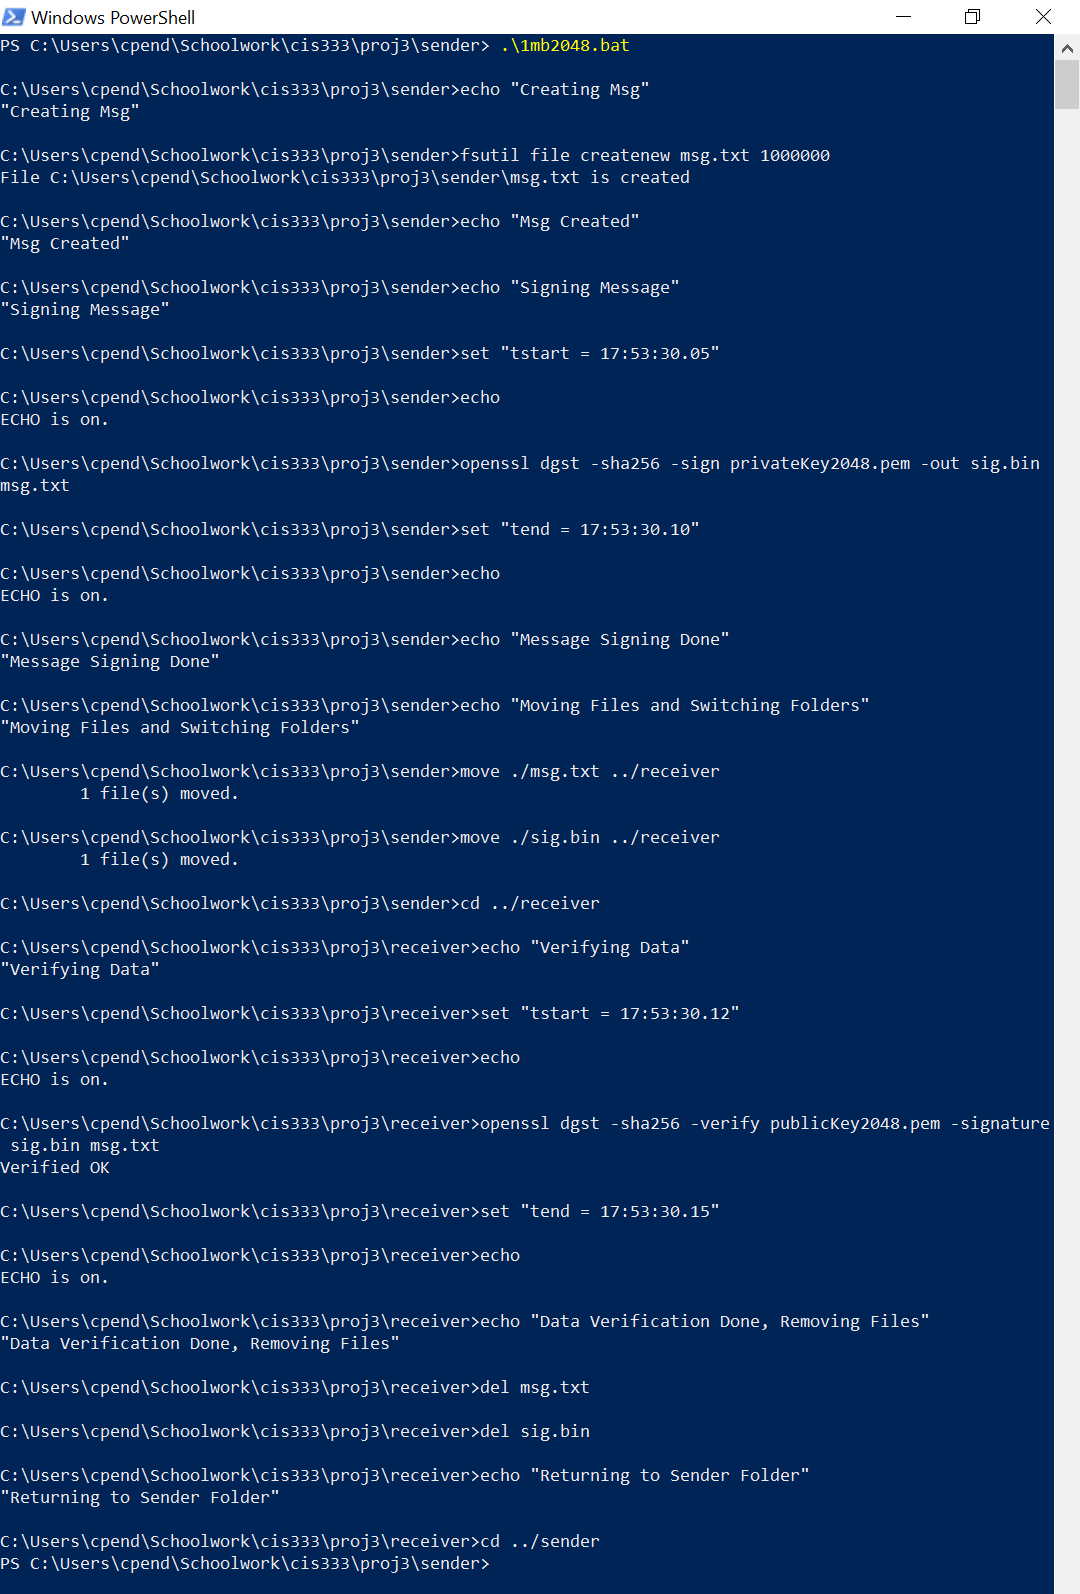 Windows PowerShell
PS C:\Users\cpend\Schoolwork\cis333\proj3\sender> .\1mb2048.bat
C:\Users\cpend\Schoolwork\cis333\proj3\sender>echo "Creating Msg"
"Creating Msg"
C:\Users\cpend\Schoolwork\cis333\proj3\sender>fsutil file createnew msg.txt 1000000
File C:\Users\cpend\Schoolwork\cis333\proj3\sender\msg.txt is created
C:\Users\cpend\Schoolwork\cis333\proj3\sender>echo "Msg Created"
"Msg Created"
C:\Users\cpend\Schoolwork\cis333\proj3\sender>echo "Signing Message"
"Signing Message"
C:\Users\cpend\Schoolwork\cis333\proj3\sender>set "tstart = 17:53:30.05"
C:\Users\cpend\Schoolwork\cis333\proj3\sender>echo
ECHO is on.
C:\Users\cpend\Schoolwork\cis333\proj3\sender>openssl dgst -sha256 -sign privateKey2048.pem -out sig.bin
msg.txt
C:\Users\cpend\Schoolwork\cis333\proj3\sender>set "tend = 17:53:30.10"
C:\Users\cpend\Schoolwork\cis333\proj3\sender>echo
ECHO is on.
C:\Users\cpend\Schoolwork\cis333\proj3\sender>echo "Message Signing Done"
"Message Signing Done"
C:\Users\cpend\Schoolwork\cis333\proj3\sender>echo "Moving Files and Switching Folders"
"Moving Files and Switching Folders"
C:\Users\cpend\Schoolwork\cis333\proj3\sender>move ./msg.txt ../receiver
1 file(s) moved.
C:\Users\cpend\Schoolwork\cis333\proj3\sender>move ./sig.bin ../receiver
1 file(s) moved.
C:\Users\cpend\Schoolwork\cis333\proj3\sender>cd ../receiver
C:\Users\cpend\Schoolwork\cis333\proj3\receiver>echo "Verifying Data"
"Verifying Data"
C:\Users\cpend\Schoolwork\cis333\proj3\receiver>set "tstart = 17:53:30.12"
C:\Users\cpend\Schoolwork\cis333\proj3\receiver>echo
ECHO is on.
C:\Users\cpend\Schoolwork\cis333\proj3\receiver>openssl dgst -sha256 -verify publicKey2048.pem -signature
sig.bin msg.txt
Verified OK
C:\Users\cpend\Schoolwork\cis333\proj3\receiver>set "tend = 17:53:30.15"
C:\Users\cpend\Schoolwork\cis333\proj3\receiver>echo
ECHO is on.
C:\Users\cpend\Schoolwork\cis333\proj3\receiver>echo "Data Verification Done, Removing Files"
"Data Verification Done, Removing Files"
C:\Users\cpend\Schoolwork\cis333\proj3\receiver>del msg.txt
C:\Users\cpend\Schoolwork\cis333\proj3\receiver>del sig.bin
C:\Users\cpend\Schoolwork\cis333\proj3\receiver>echo "Returning to Sender Folder"
"Returning to Sender Folder"
C:\Users\cpend\Schoolwork\cis333\proj3\receiver>cd ../sender
PS C:\Users\cpend\Schoolwork\cis333\proj3\sender>